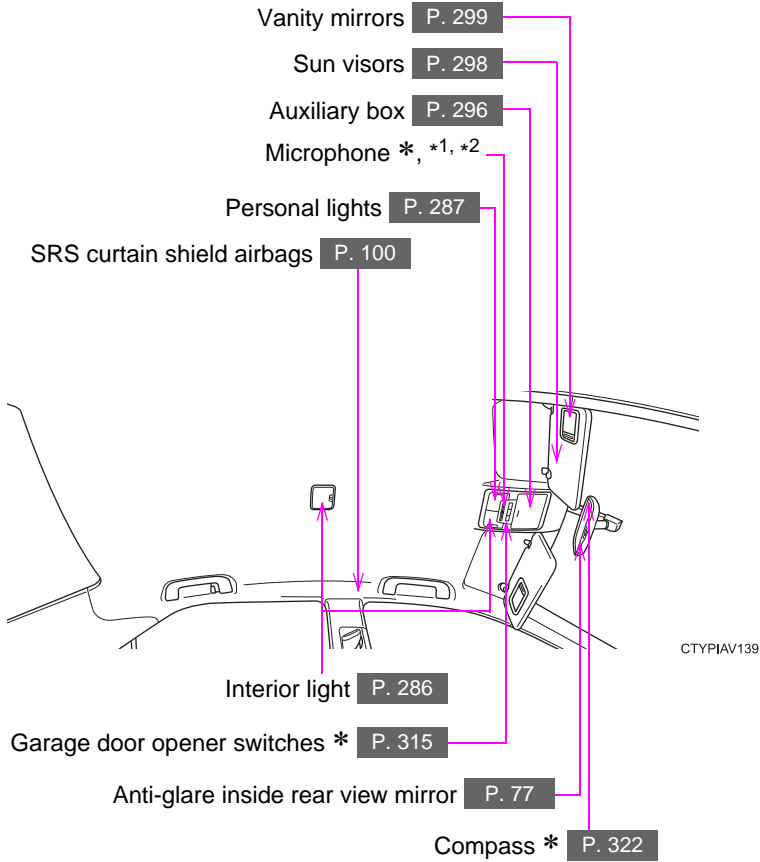 Vanity mirrors P. 299
Sun visors P. 298
Auxiliary box P. 296
Microphone *, *1, *2
Personal lights P. 287
SRS curtain shield airbags P. 100
CTYPIAV139
Interior light P. 286
Garage door opener switches * P. 315
Anti-glare inside rear view mirror P. 77
Compass * P. 322